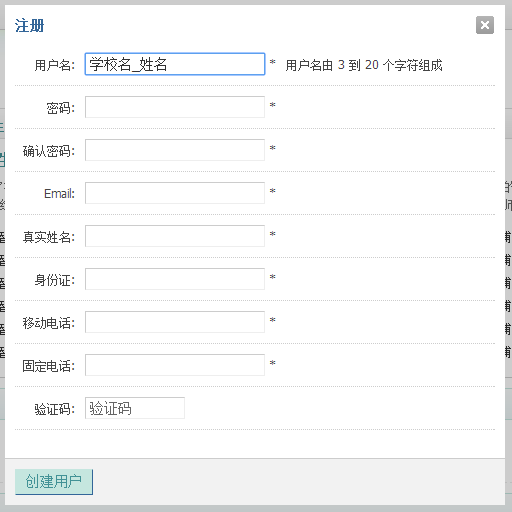 注册
用户名: 学校名_姓名 * 用户名由 3 到 20 个字符组成
密码: *
确认密码: *
Email: *
真实姓名: *
身份证: *
移动电话: *
固定电话: *
验证码: 验证码
创建用户